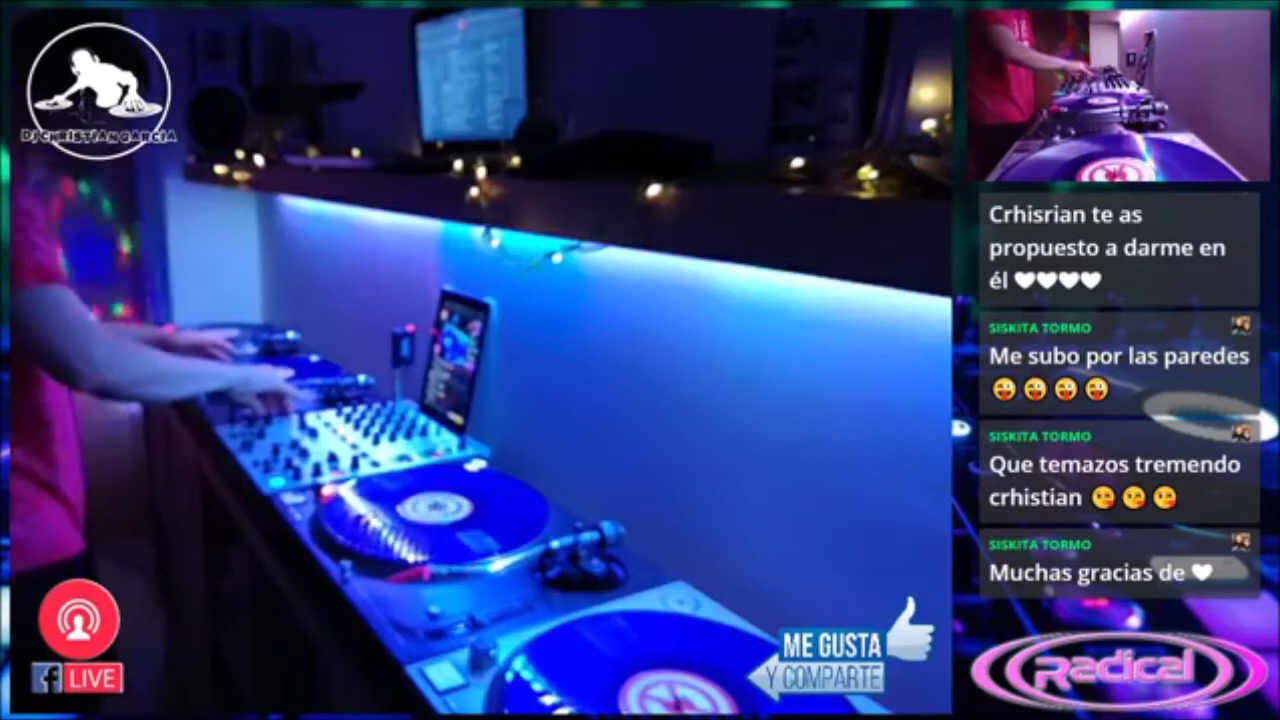 DJ CHRISTIAN GARCIA
Crhisrian te as
propuesto a darme en
él 🤍🤍🤍🤍
SISKITA TORMO
Me subo por las paredes
😜😜😜😜
SISKITA TORMO
Que temazos tremendo
crhistian 😘😘😘
SISKITA TORMO
Muchas gracias de 🤍
f LIVE
ME GUSTA
Y COMPARTE
Radical